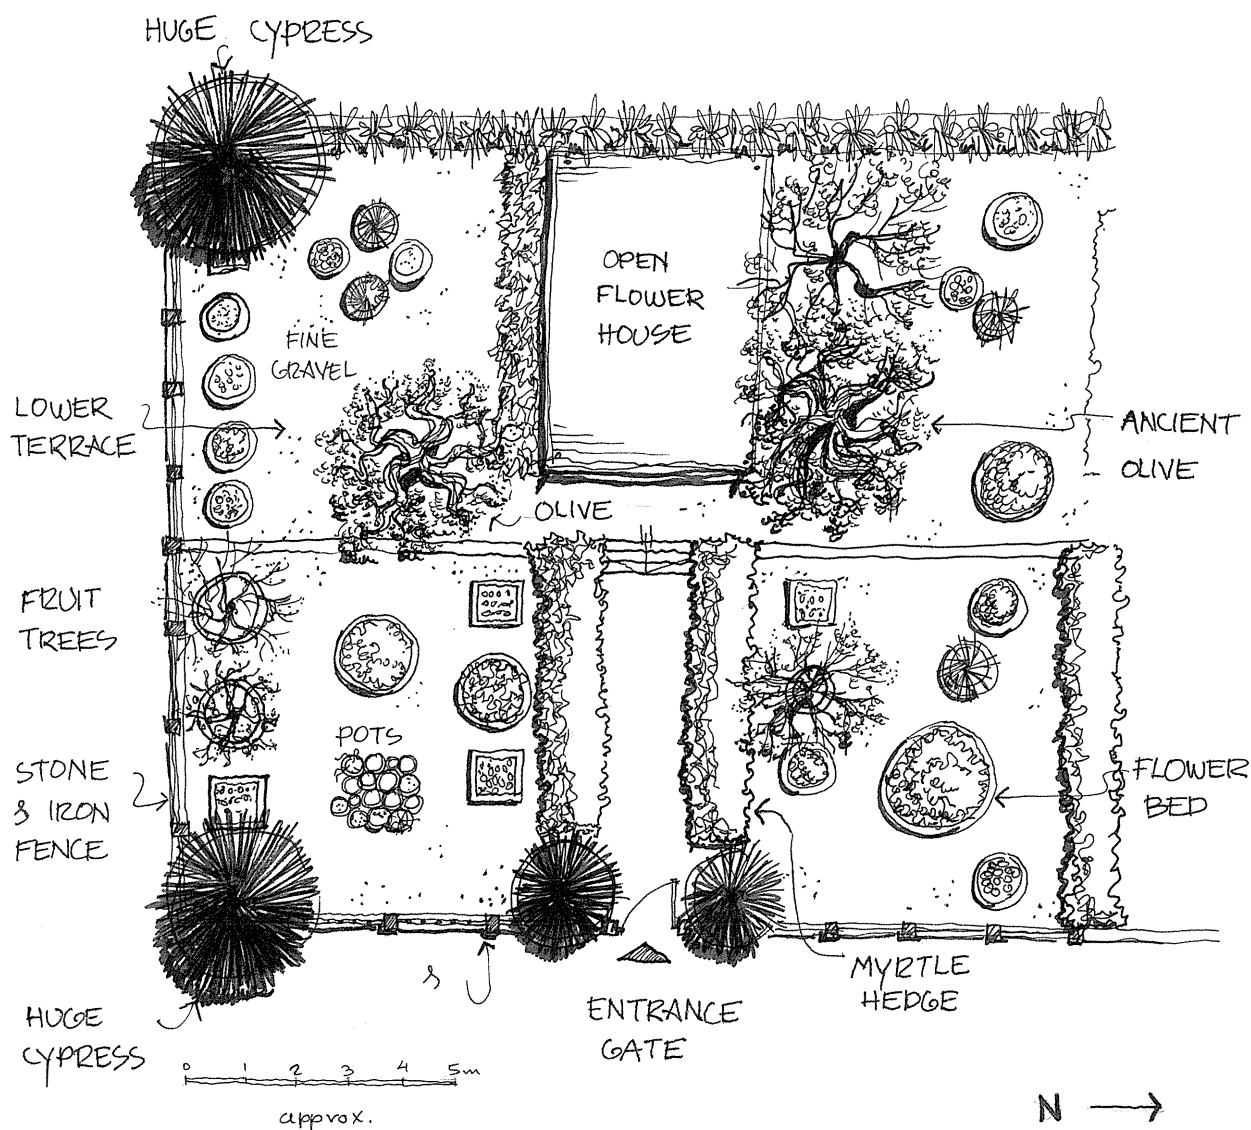 HUGE CYPRESS
OPEN
FLOWER
HOUSE
FINE
GRAVEL
LOWER
TERRACE
ANCIENT
OLIVE
OLIVE
FRUIT
TREES
POTS
STONE
& IRON
FENCE
FLOWER
BED
MYRTLE
HEDGE
ENTRANCE
GATE
HUGE
CYPRESS
0 1 2 3 4 5m
approx.
N